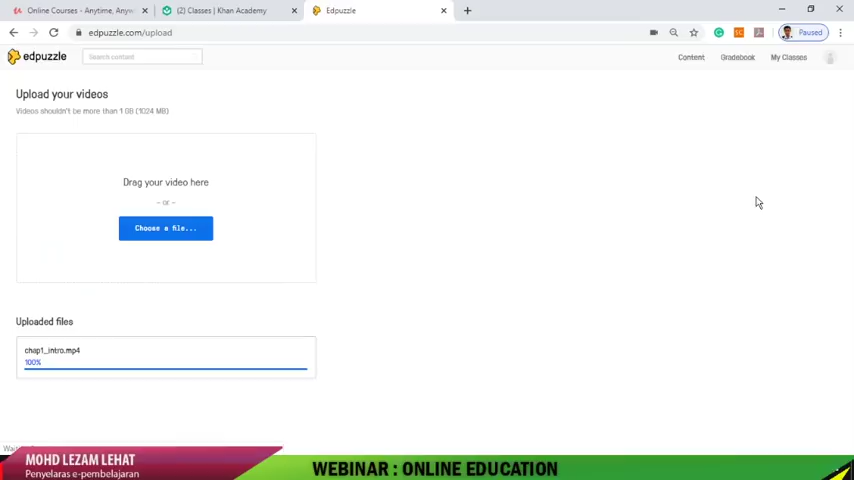 Online Courses - Anytime, Anyw
(2) Classes | Khan Academy
Edpuzzle
edpuzzle.com/upload
Paused
edpuzzle
Search content
Content
Gradebook
My Classes
Upload your videos
Videos shouldn't be more than 1 GB (1024 MB)
Drag your video here
- or -
Choose a file...
Uploaded files
chap1_intro.mp4
100%
MOHD LEZAM LEHAT
Penyelaras e-pembelajaran
WEBINAR : ONLINE EDUCATION